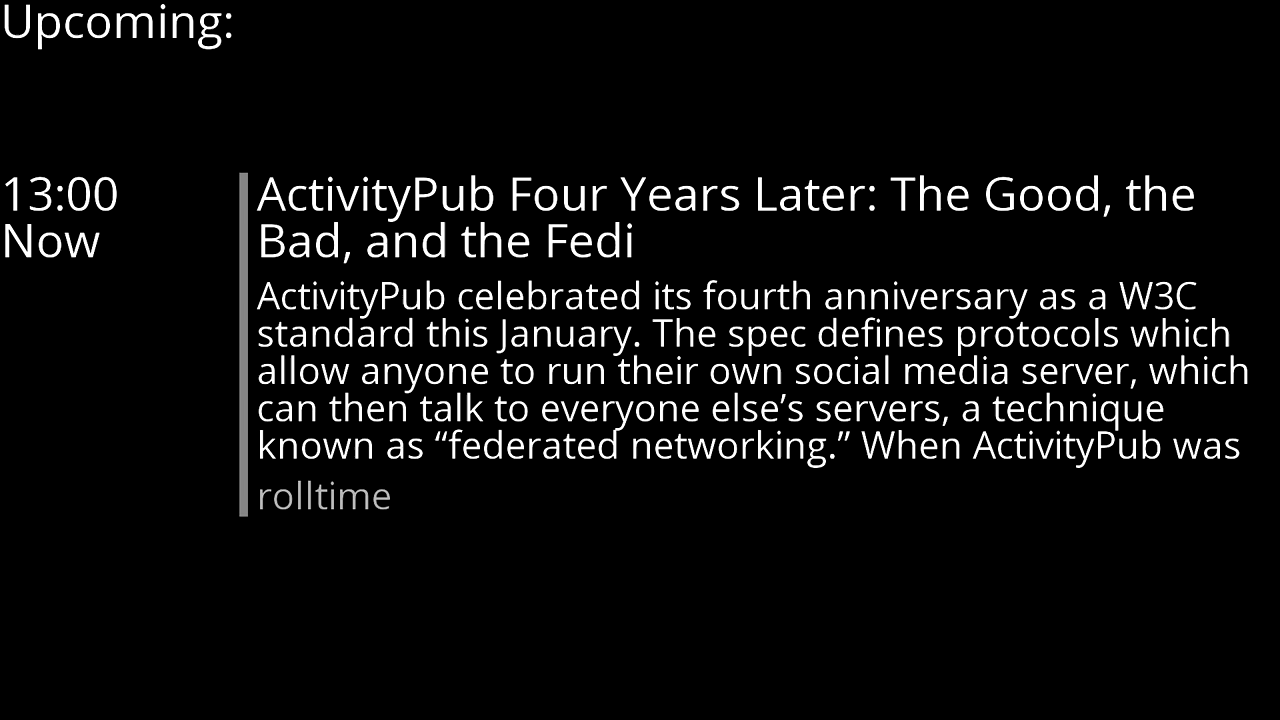 Upcoming:
13:00
Now
ActivityPub Four Years Later: The Good, the
Bad, and the Fedi
ActivityPub celebrated its fourth anniversary as a W3C
standard this January. The spec defines protocols which
allow anyone to run their own social media server, which
can then talk to everyone else’s servers, a technique
known as “federated networking.” When ActivityPub was
rolltime